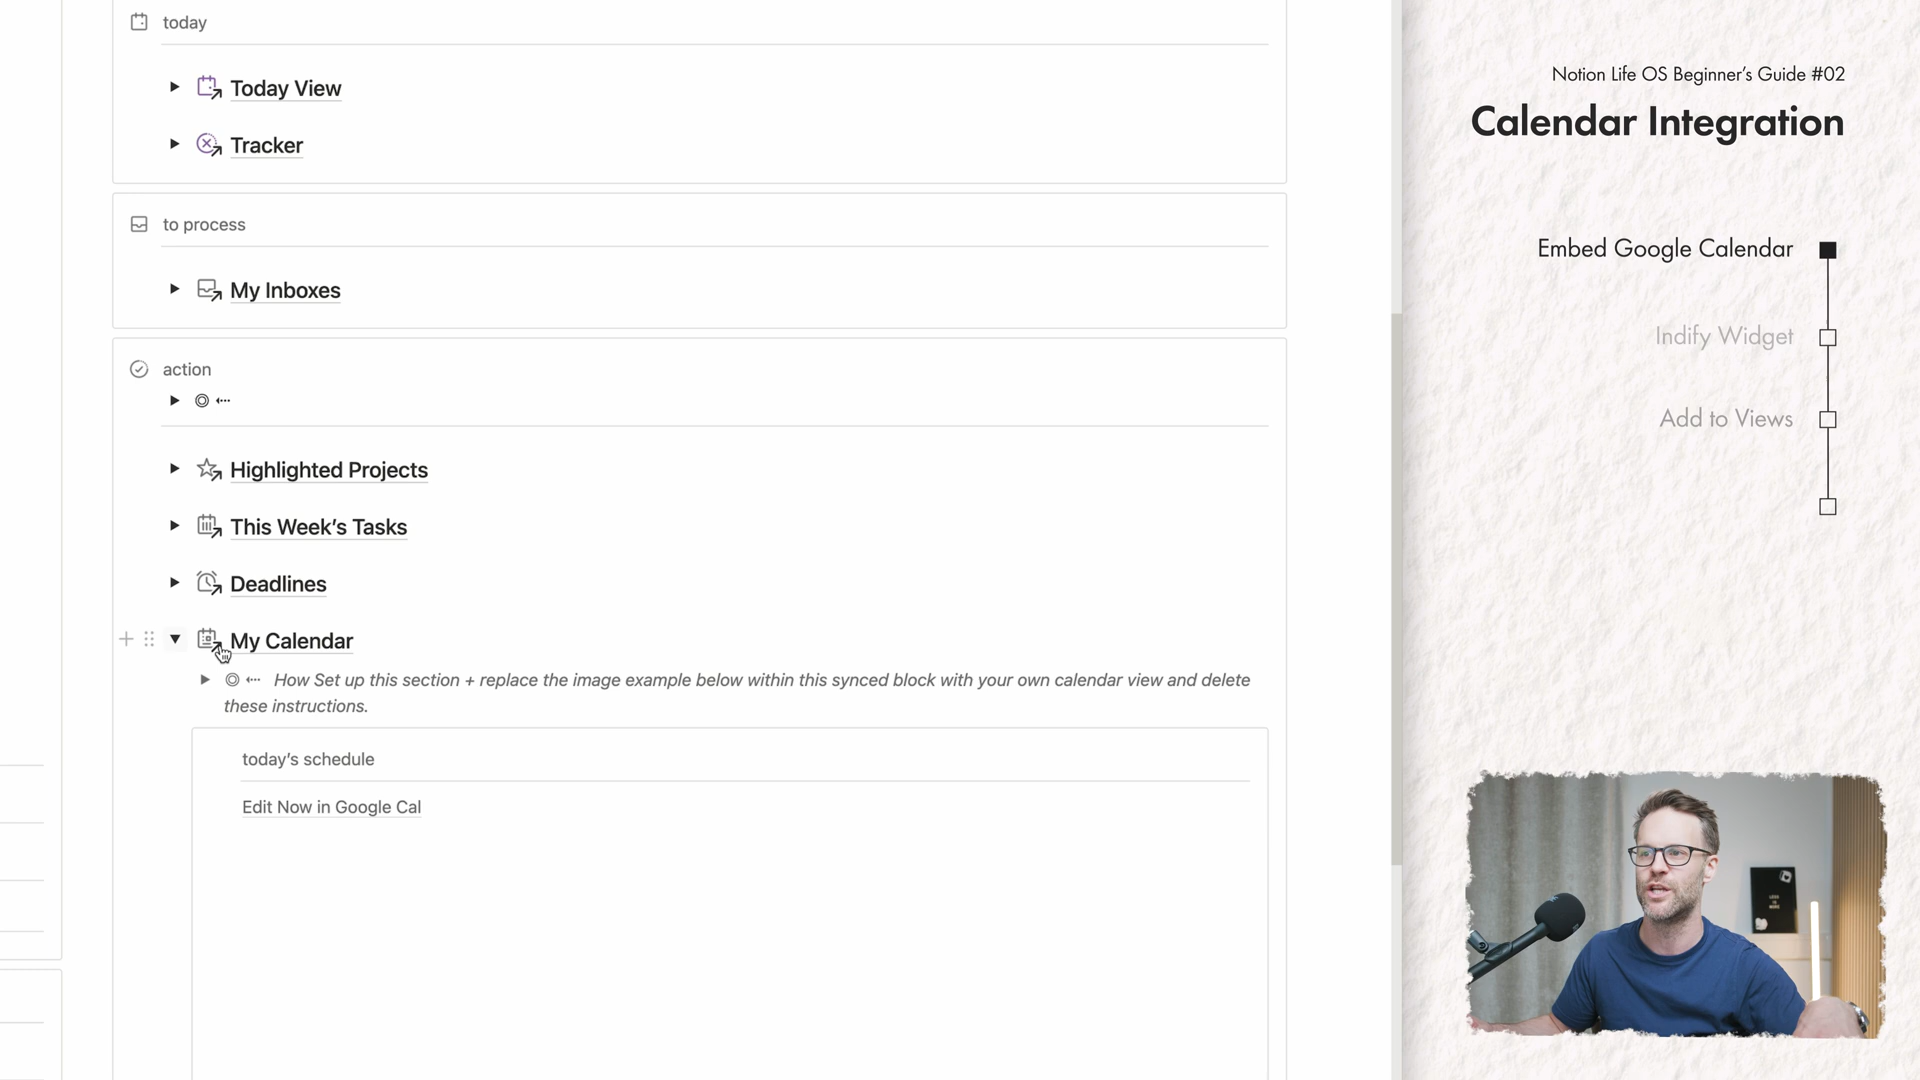 today
Today View
Tracker
to process
My Inboxes
action
Highlighted Projects
This Week's Tasks
Deadlines
My Calendar
How Set up this section + replace the image example below within this synced block with your own calendar view and delete
these instructions.
today's schedule
Edit Now in Google Cal
Notion Life OS Beginner's Guide #02
Calendar Integration
Embed Google Calendar
Indify Widget
Add to Views